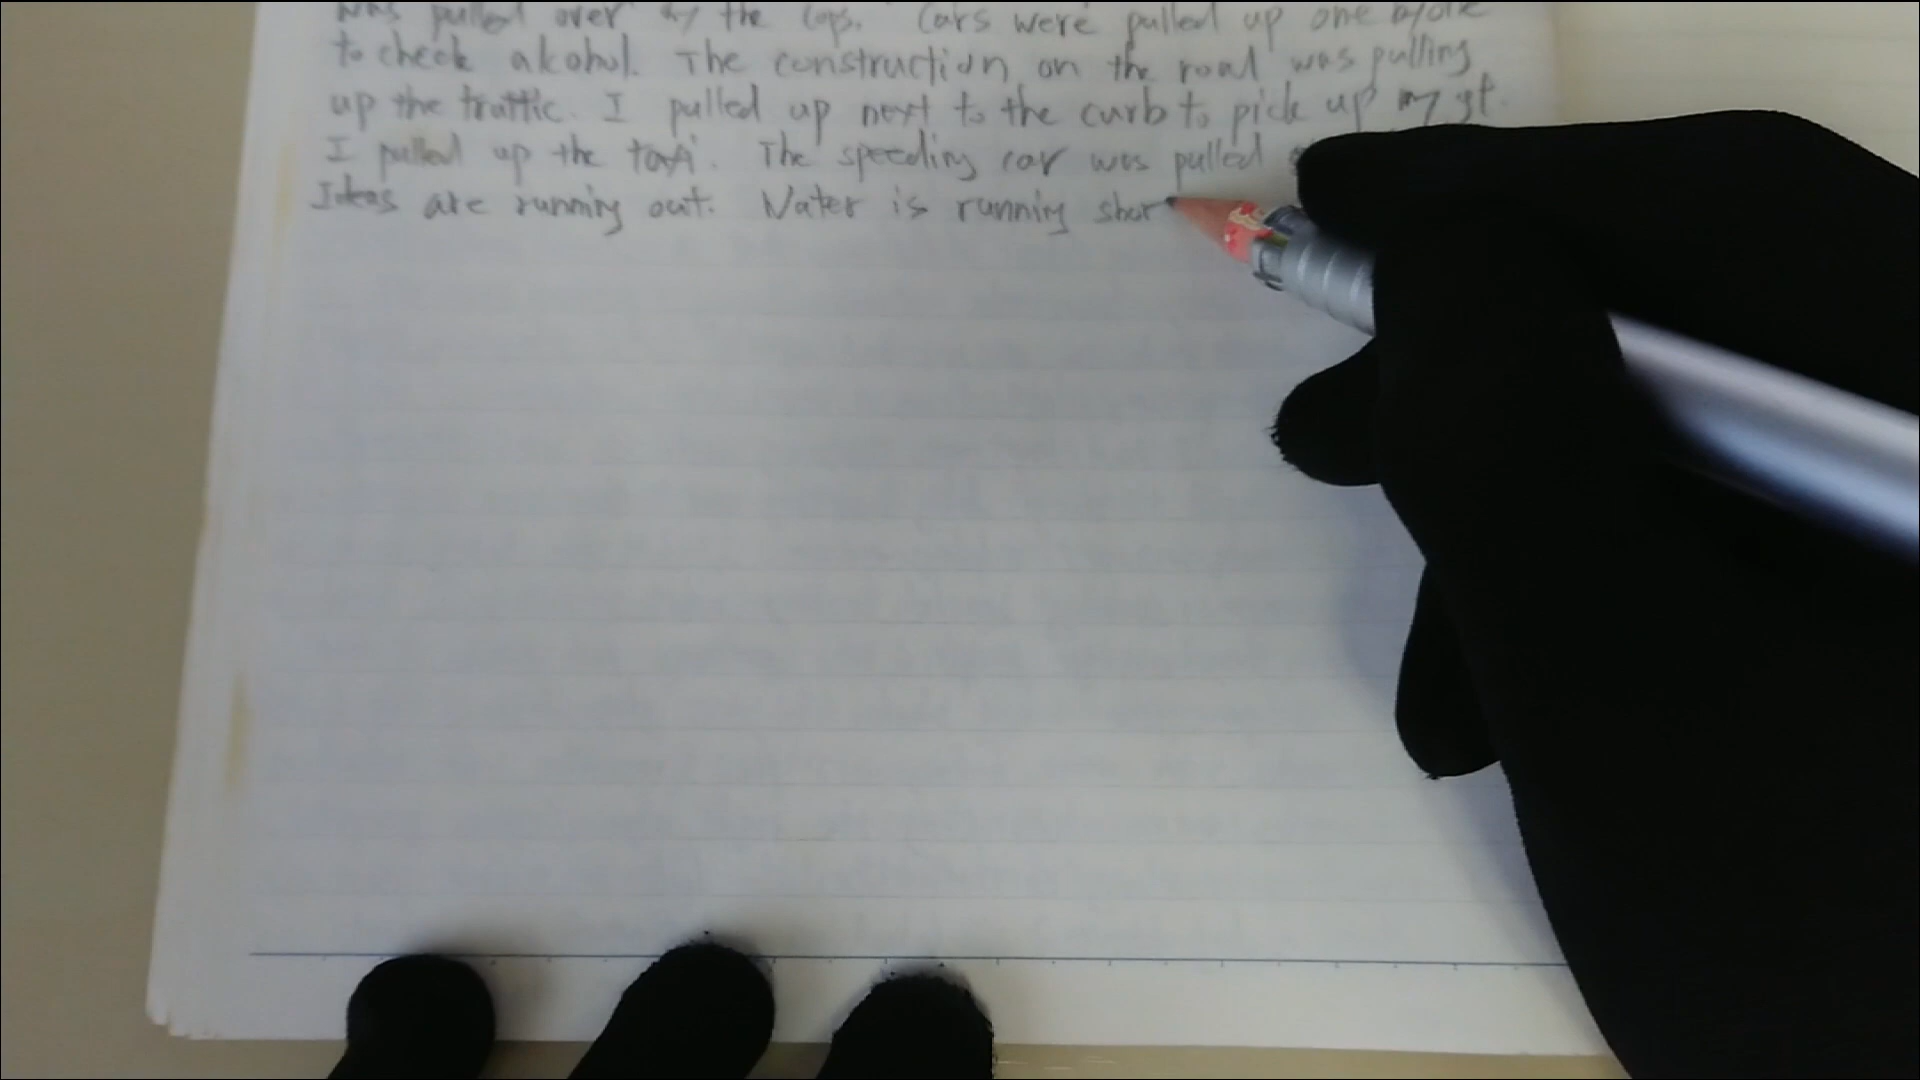 was pulled over by the cops. Cars were pulled up one by one
to check alcohol. The construction on the road was pulling
up the traffic. I pulled up next to the curb to pick up my gf.
I pulled up the taxi. The speeding car was pulled
Ideas are running out. Water is running shor